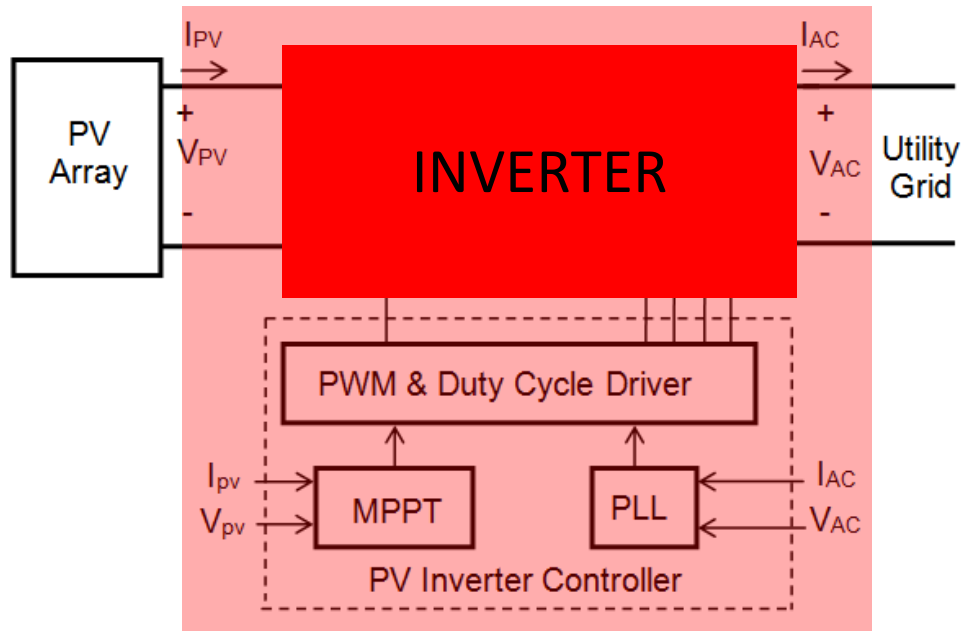 IPV
IAC
PV
Array
+
VPV
-
INVERTER
+
VAC
-
Utility
Grid
PWM & Duty Cycle Driver
Ipv
Vpv
MPPT
PLL
IAC
VAC
PV Inverter Controller